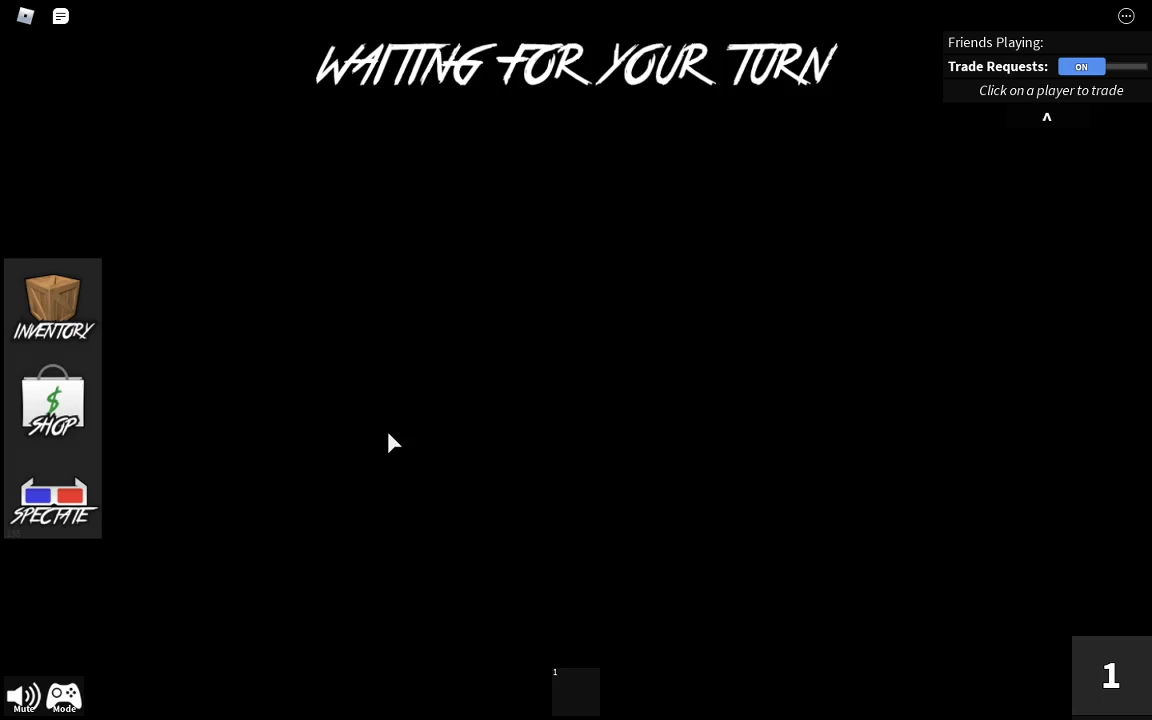 WAITING FOR YOUR TURN
Friends Playing:
Trade Requests: ON
Click on a player to trade
^
INVENTORY
$
SHOP
SPECTATE
Mute
Mode
1
1